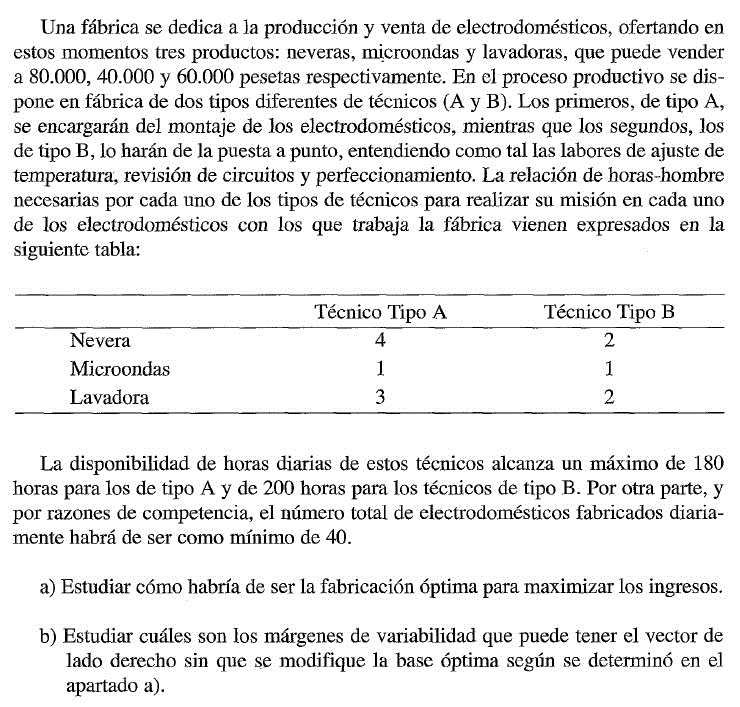 Una fábrica se dedica a la producción y venta de electrodomésticos, ofertando en
estos momentos tres productos: neveras, microondas y lavadoras, que puede vender
a 80.000, 40.000 y 60.000 pesetas respectivamente. En el proceso productivo se dis-
pone en fábrica de dos tipos diferentes de técnicos (A y B). Los primeros, de tipo A,
se encargarán del montaje de los electrodomésticos, mientras que los segundos, los
de tipo B, lo harán de la puesta a punto, entendiendo como tal las labores de ajuste de
temperatura, revisión de circuitos y perfeccionamiento. La relación de horas-hombre
necesarias por cada uno de los tipos de técnicos para realizar su misión en cada uno
de los electrodomésticos con los que trabaja la fábrica vienen expresados en la
siguiente tabla:
Técnico Tipo A Técnico Tipo B
Nevera 4 2
Microondas 1 1
Lavadora 3 2
La disponibilidad de horas diarias de estos técnicos alcanza un máximo de 180
horas para los de tipo A y de 200 horas para los técnicos de tipo B. Por otra parte, y
por razones de competencia, el número total de electrodomésticos fabricados diaria-
mente habrá de ser como mínimo de 40.
a) Estudiar cómo habría de ser la fabricación óptima para maximizar los ingresos.
b) Estudiar cuáles son los márgenes de variabilidad que puede tener el vector de
lado derecho sin que se modifique la base óptima según se determinó en el
apartado a).